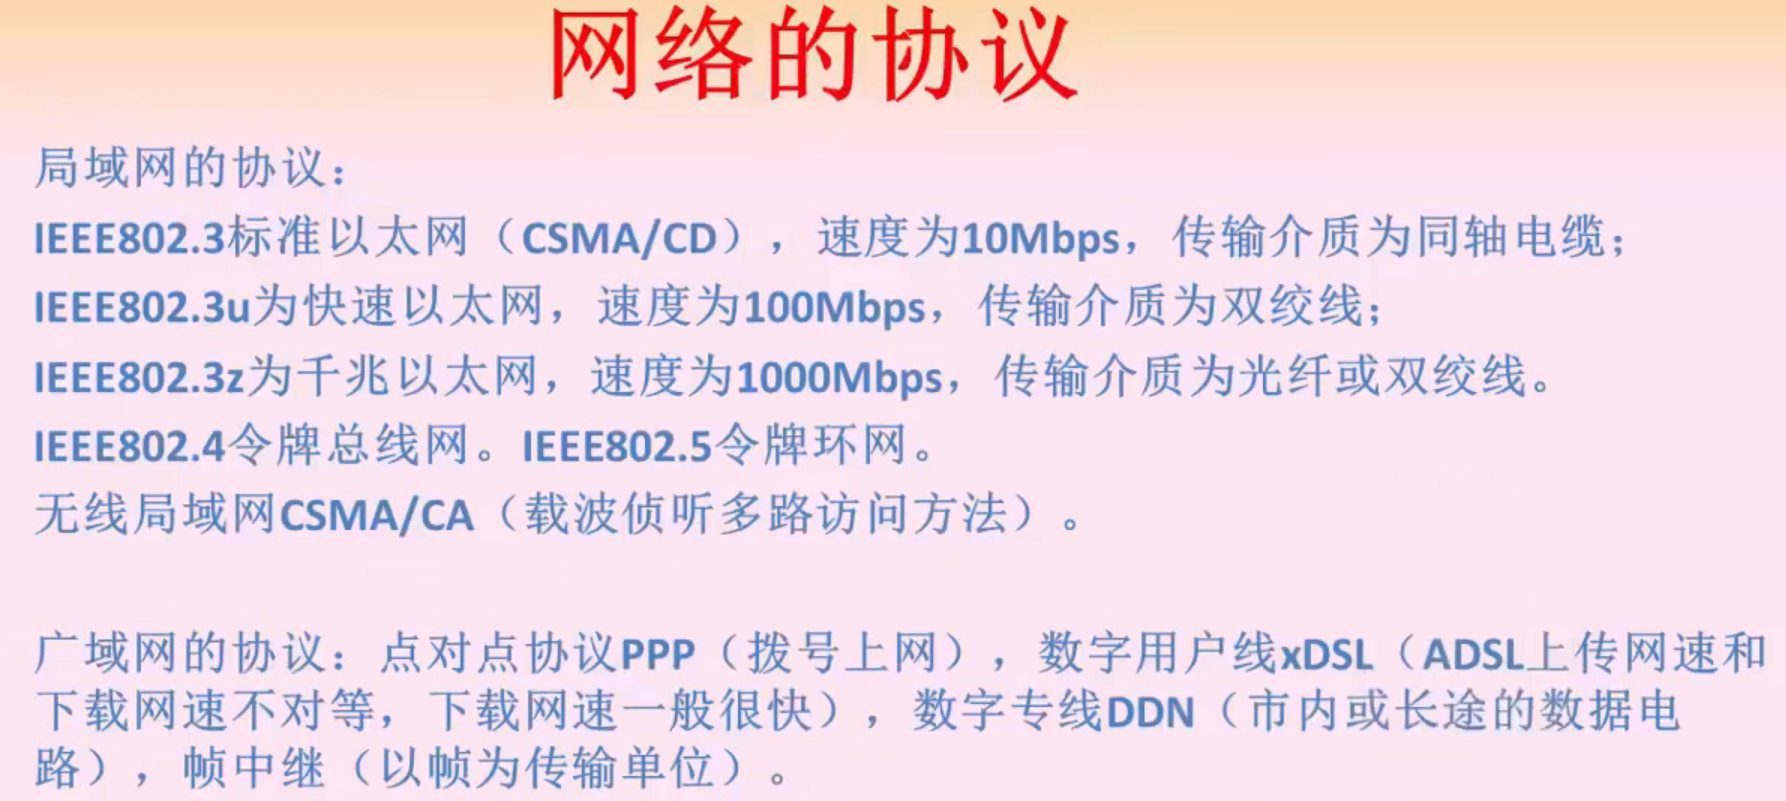 网络的协议
局域网的协议：
IEEE802.3标准以太网（CSMA/CD），速度为10Mbps，传输介质为同轴电缆；
IEEE802.3u为快速以太网，速度为100Mbps，传输介质为双绞线；
IEEE802.3z为千兆以太网，速度为1000Mbps，传输介质为光纤或双绞线。
IEEE802.4令牌总线网。IEEE802.5令牌环网。
无线局域网CSMA/CA（载波侦听多路访问方法）。
广域网的协议：点对点协议PPP（拨号上网），数字用户线xDSL（ADSL上传网速和
下载网速不对等，下载网速一般很快），数字专线DDN（市内或长途的数据电
路），帧中继（以帧为传输单位）。